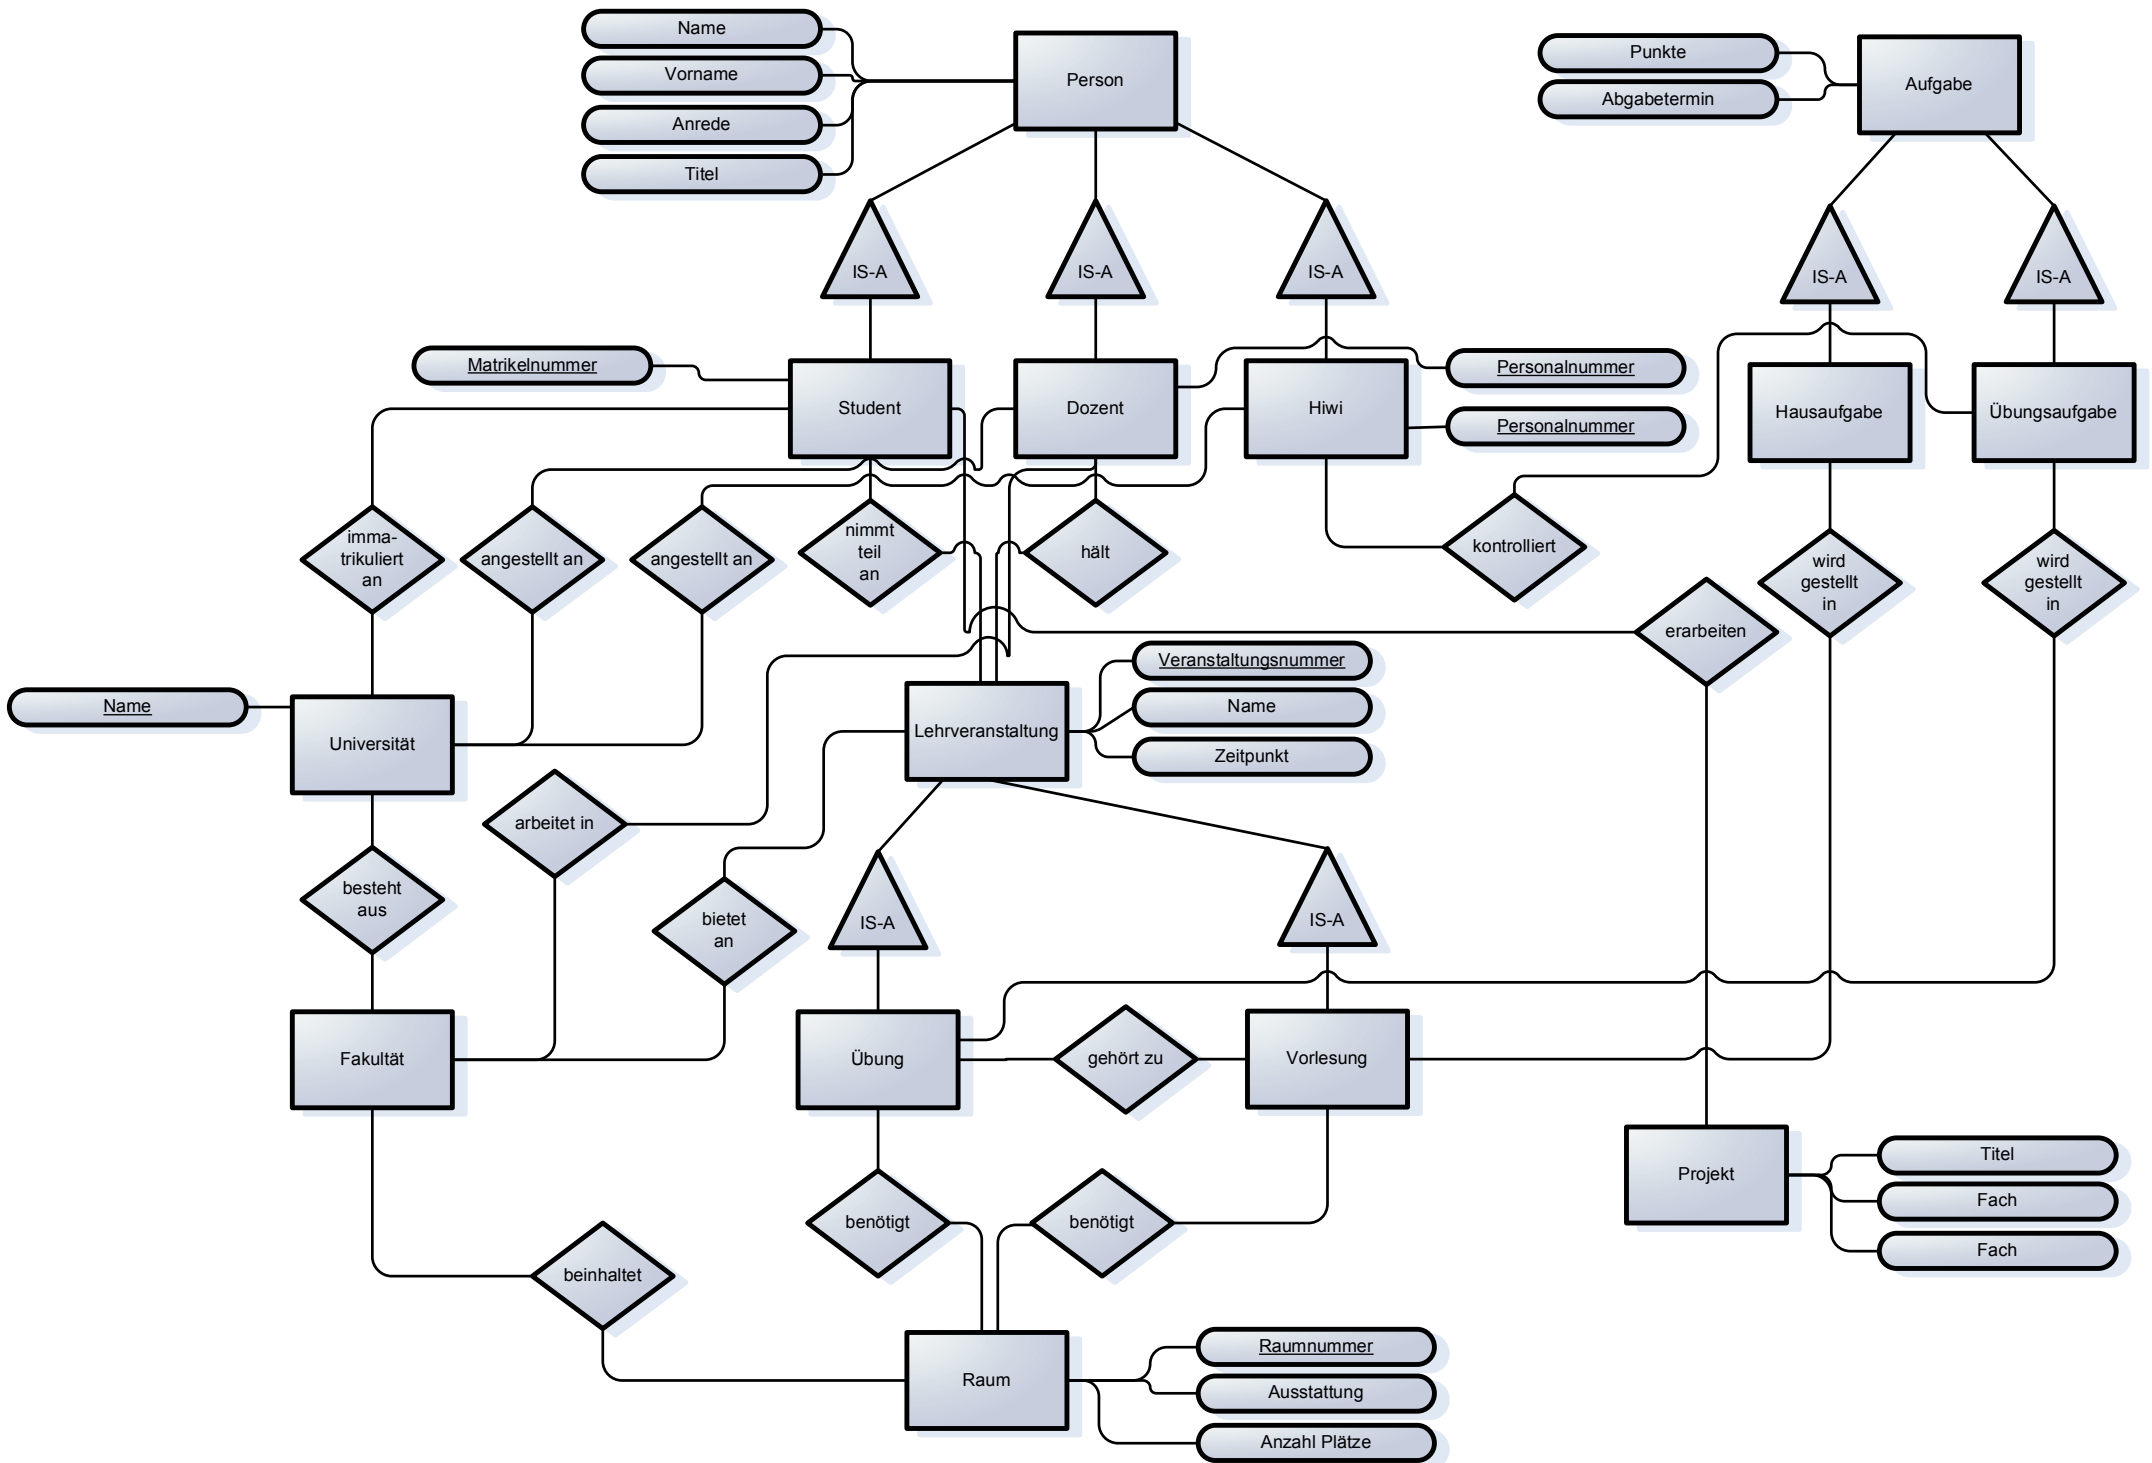 Name
Vorname
Anrede
Titel
Person
Punkte
Abgabetermin
Aufgabe
IS-A
IS-A
IS-A
IS-A
IS-A
Matrikelnummer
Student
Dozent
Hiwi
Personalnummer
Personalnummer
Hausaufgabe
Übungsaufgabe
imma-
trikuliert
an
angestellt an
angestellt an
nimmt
teil
an
hält
kontrolliert
wird
gestellt
in
wird
gestellt
in
erarbeiten
Name
Universität
Lehrveranstaltung
Veranstaltungsnummer
Name
Zeitpunkt
arbeitet in
besteht
aus
bietet
an
IS-A
IS-A
Fakultät
Übung
gehört zu
Vorlesung
Projekt
Titel
Fach
Fach
benötigt
benötigt
beinhaltet
Raum
Raumnummer
Ausstattung
Anzahl Plätze